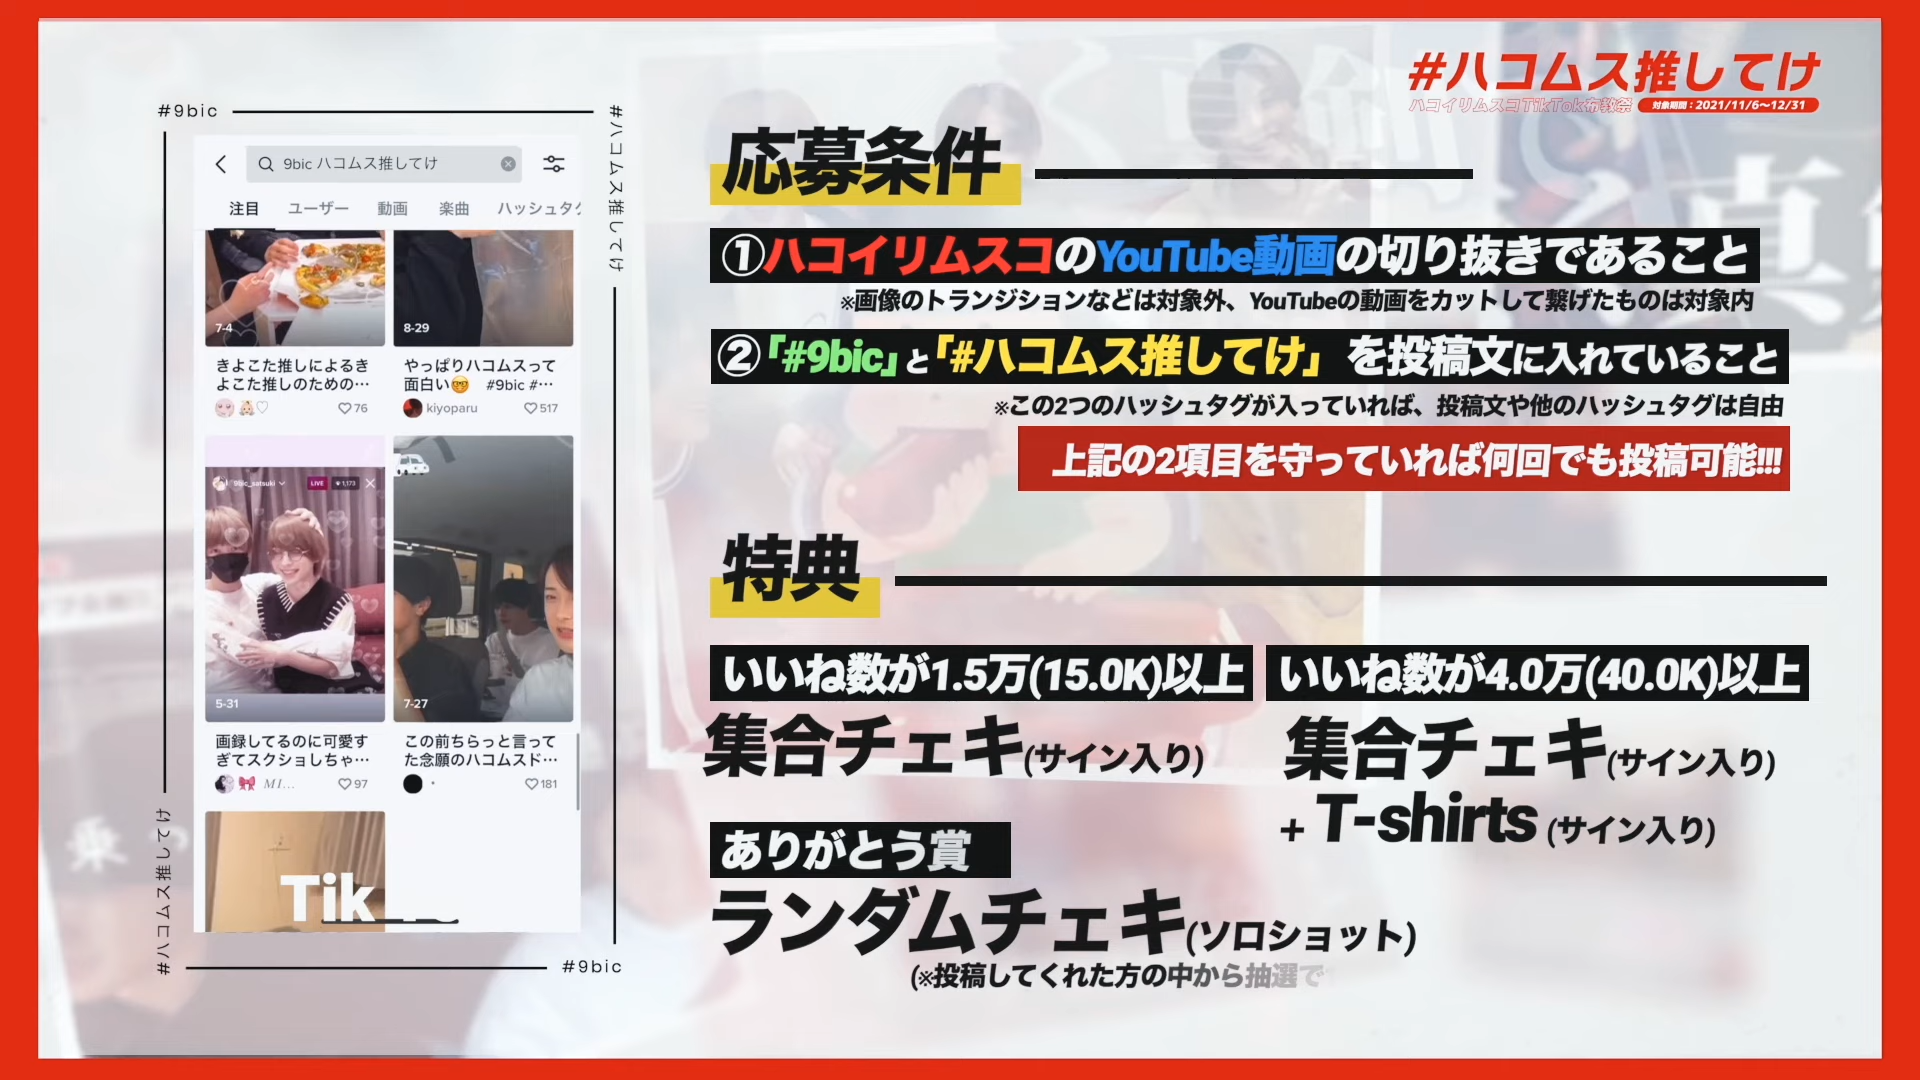 #ハコムス推してけ
ハコイリムスコTikTok布教祭
対象期間：2021/11/6〜12/31
#9bic
#ハコムス推してけ
9bic ハコムス推してけ
注目 ユーザー 動画 楽曲 ハッシュタグ
7-4
8-29
きよこた推しによるき
よこた推しのための…
76
やっぱりハコムスって
面白い🤓 #9bic #…
kiyoparu
517
9bic_satsuki
LIVE
1,173
5-31
7-27
画録してるのに可愛す
ぎてスクショしちゃ…
MI…
97
この前ちらっと言って
た念願のハコムスド…
181
Tik
#ハコムス推してけ
#9bic
応募条件
①ハコイリムスコのYouTube動画の切り抜きであること
※画像のトランジションなどは対象外、YouTubeの動画をカットして繋げたものは対象内
②「#9bic」と「#ハコムス推してけ」を投稿文に入れていること
※この2つのハッシュタグが入っていれば、投稿文や他のハッシュタグは自由
上記の2項目を守っていれば何回でも投稿可能!!!
特典
いいね数が1.5万(15.0K)以上
集合チェキ(サイン入り)
いいね数が4.0万(40.0K)以上
集合チェキ(サイン入り)
+ T-shirts (サイン入り)
ありがとう賞
ランダムチェキ(ソロショット)
(※投稿してくれた方の中から抽選で